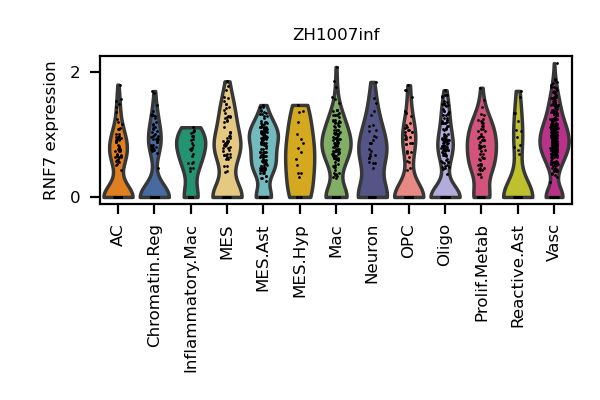 ZH1007inf
RNF7 expression
2
0
AC
Chromatin.Reg
Inflammatory.Mac
MES
MES.Ast
MES.Hyp
Mac
Neuron
OPC
Oligo
Prolif.Metab
Reactive.Ast
Vasc